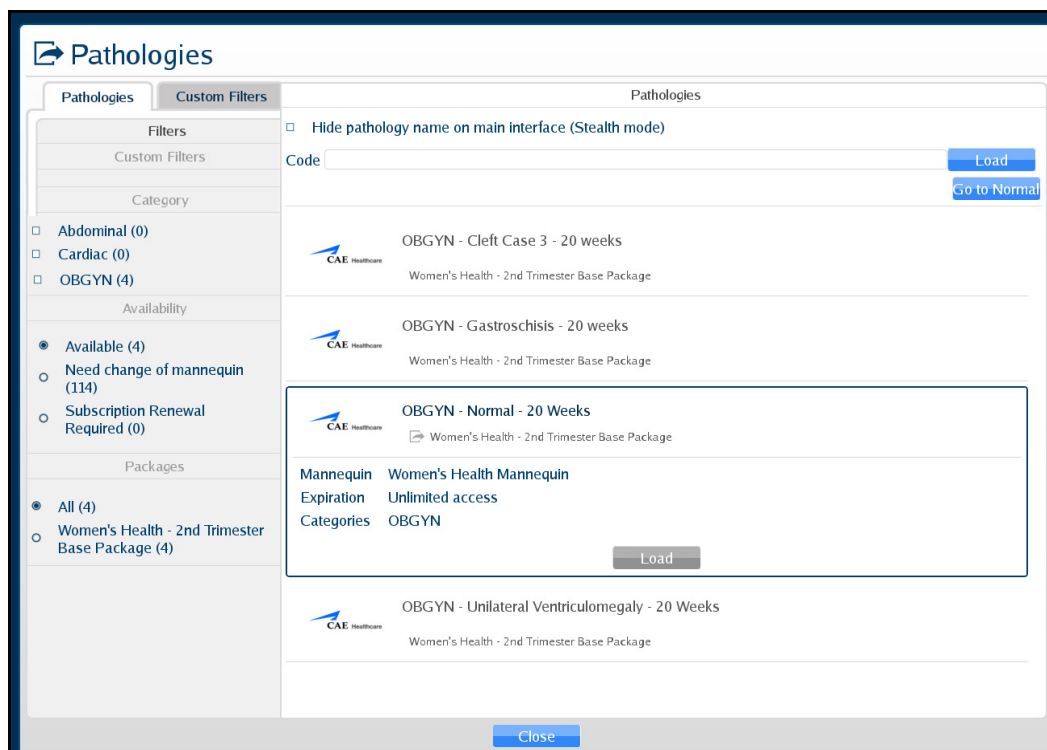 Pathologies
Pathologies
Custom Filters
Filters
Custom Filters
Category
Abdominal (0)
Cardiac (0)
OBGYN (4)
Availability
Available (4)
Need change of mannequin
(114)
Subscription Renewal
Required (0)
Packages
All (4)
Women's Health - 2nd Trimester
Base Package (4)
Pathologies
Hide pathology name on main interface (Stealth mode)
Code
Load
Go to Normal
CAE Healthcare
OBGYN - Cleft Case 3 - 20 weeks
Women's Health - 2nd Trimester Base Package
CAE Healthcare
OBGYN - Gastroschisis - 20 weeks
Women's Health - 2nd Trimester Base Package
CAE Healthcare
OBGYN - Normal - 20 Weeks
Women's Health - 2nd Trimester Base Package
Mannequin Women's Health Mannequin
Expiration Unlimited access
Categories OBGYN
Load
CAE Healthcare
OBGYN - Unilateral Ventriculomegaly - 20 Weeks
Women's Health - 2nd Trimester Base Package
Close